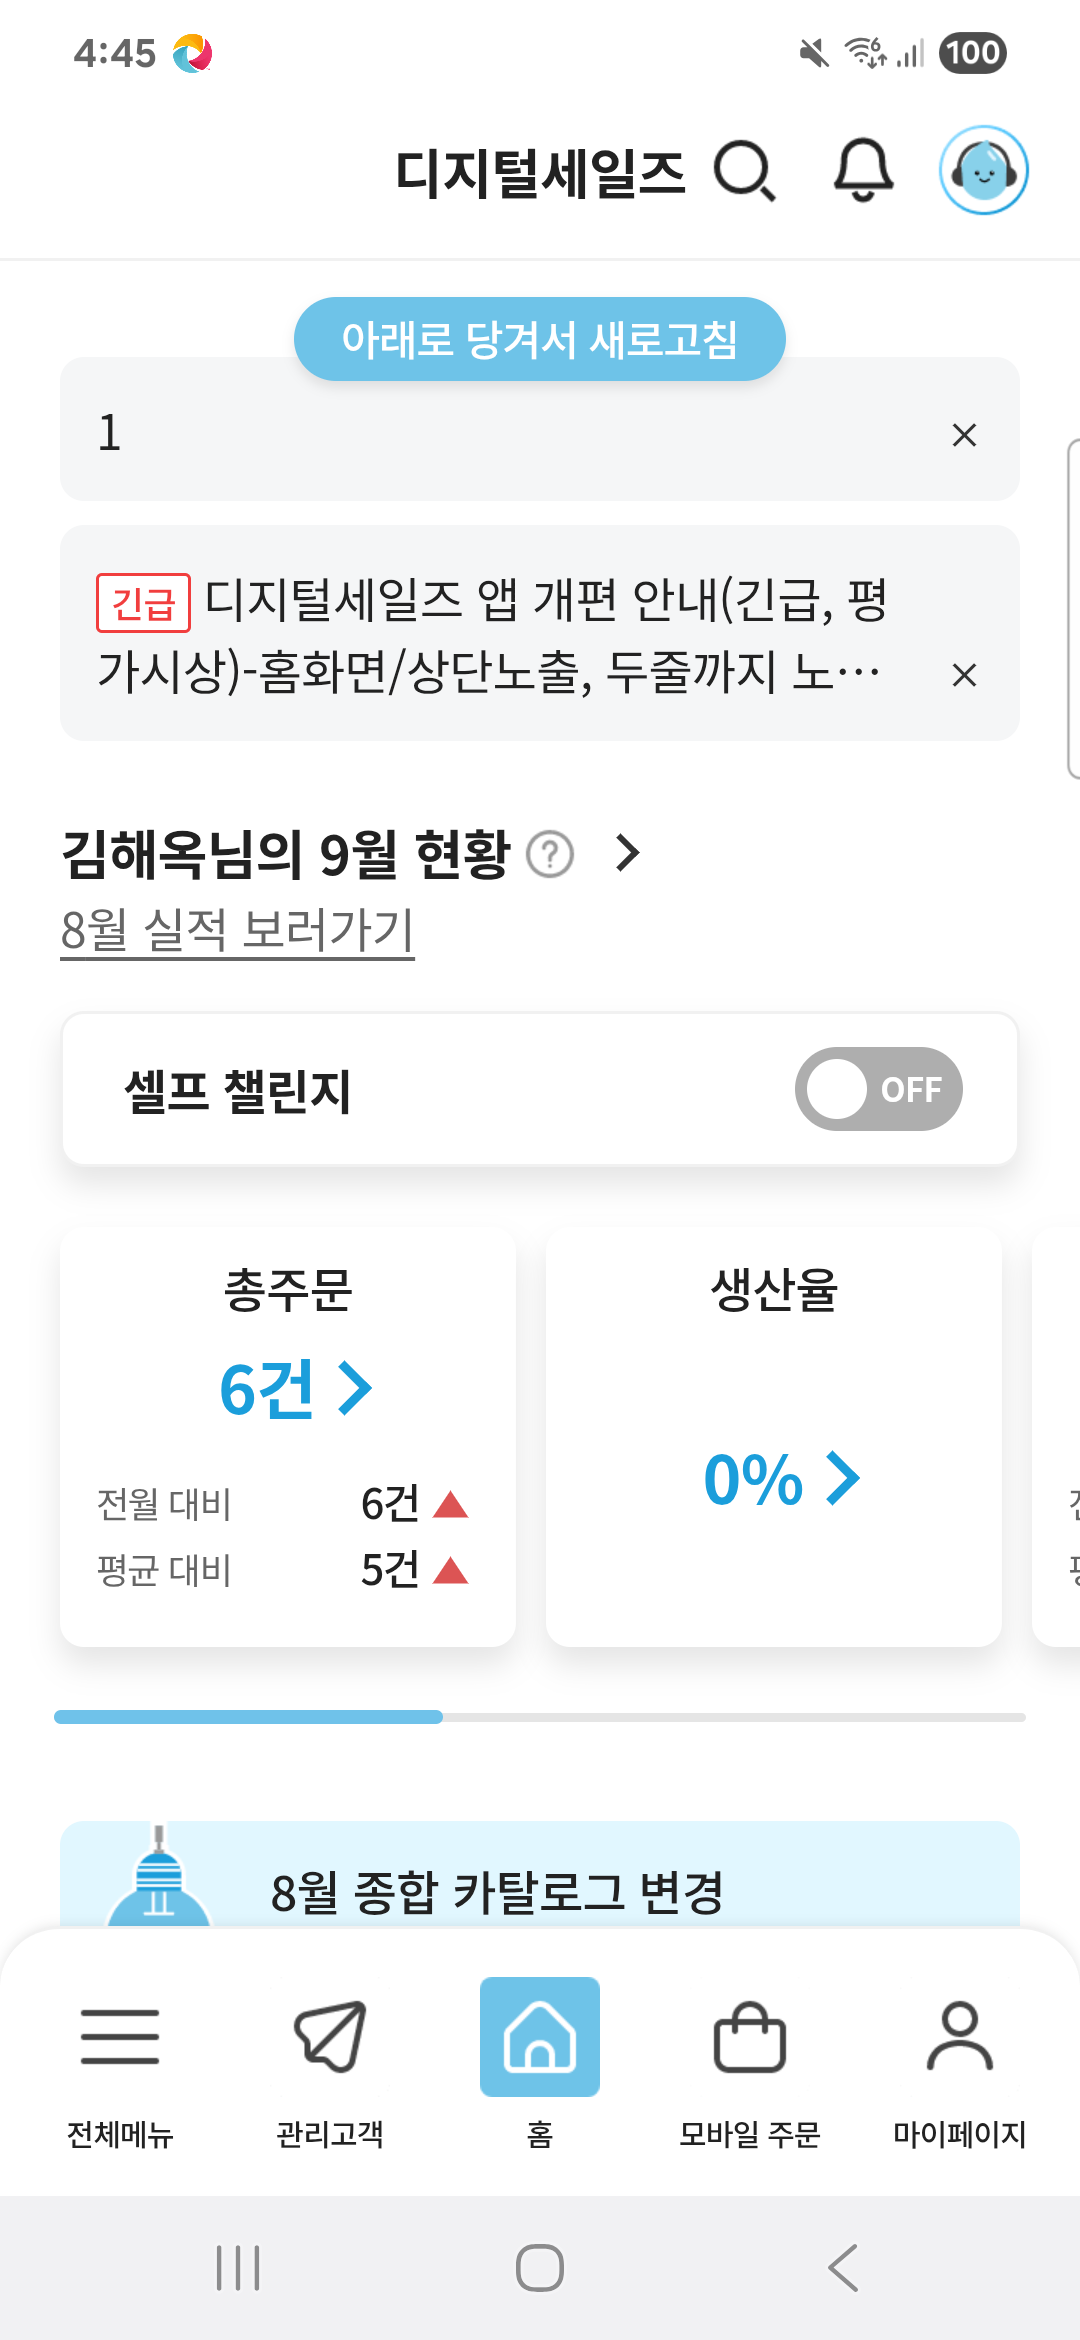 4:45
6
100
디지털세일즈
아래로 당겨서 새로고침
1
긴급 디지털세일즈 앱 개편 안내(긴급, 평
가시상)-홈화면/상단노출, 두줄까지 노…
김해옥님의 9월 현황 ?
8월 실적 보러가기
셀프 챌린지
OFF
총주문
6건
전월 대비 6건
평균 대비 5건
생산율
0%
8월 종합 카탈로그 변경
전체메뉴
관리고객
홈
모바일 주문
마이페이지